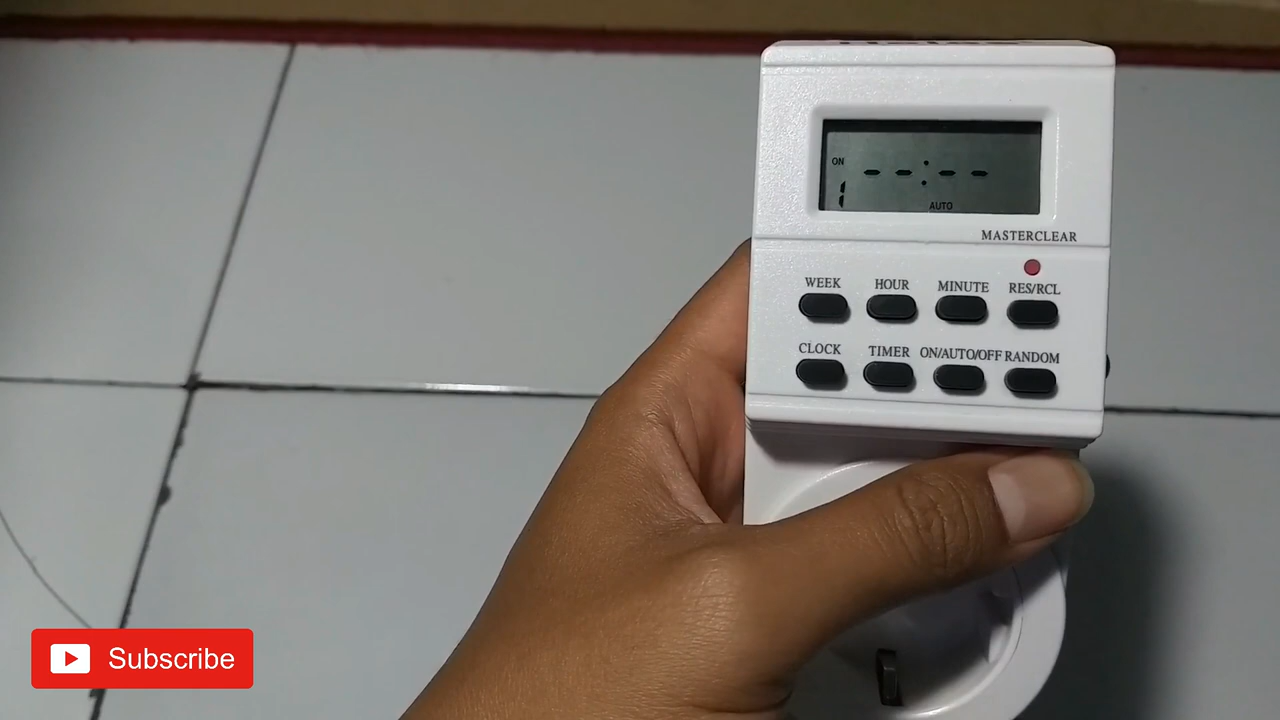 ON
--:--
1
AUTO
MASTERCLEAR
WEEK HOUR MINUTE RES/RCL
CLOCK TIMER ON/AUTO/OFF RANDOM
Subscribe